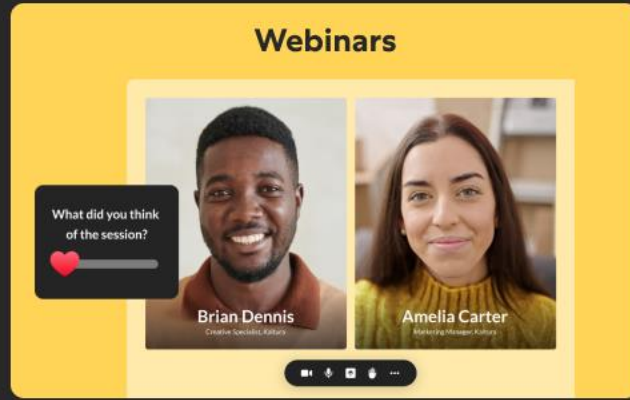 Webinars
What did you think
of the session?
Brian Dennis
Creative Specialist, Kaltura
Amelia Carter
Marketing Manager, Kaltura